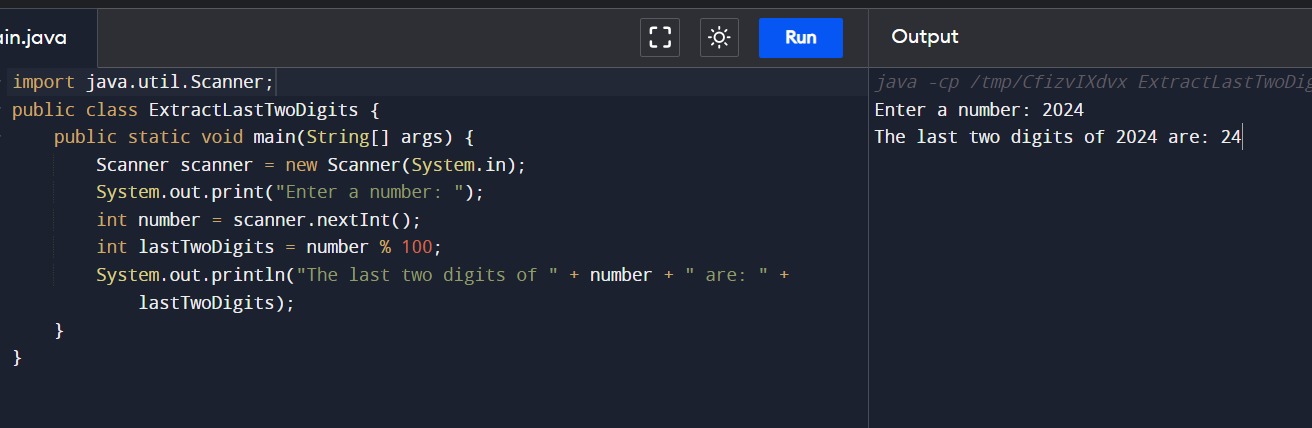 ain.java
Run
Output
import java.util.Scanner;
public class ExtractLastTwoDigits {
    public static void main(String[] args) {
        Scanner scanner = new Scanner(System.in);
        System.out.print("Enter a number: ");
        int number = scanner.nextInt();
        int lastTwoDigits = number % 100;
        System.out.println("The last two digits of " + number + " are: " +
            lastTwoDigits);
    }
}
java -cp /tmp/CfizvIXdvx ExtractLastTwoDig
Enter a number: 2024
The last two digits of 2024 are: 24